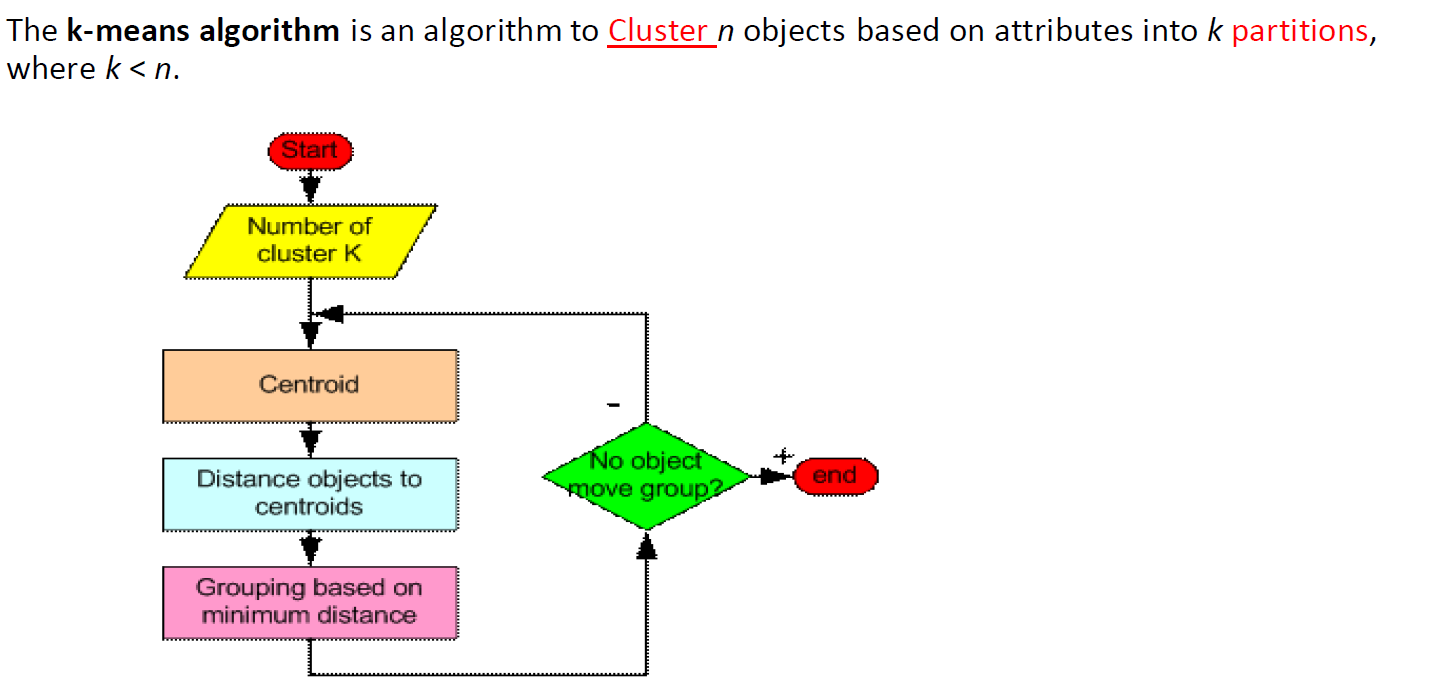 The k-means algorithm is an algorithm to Cluster n objects based on attributes into k partitions,
where k < n.
Start
Number of
cluster K
Centroid
Distance objects to
centroids
Grouping based on
minimum distance
-
No object
move group?
+
end